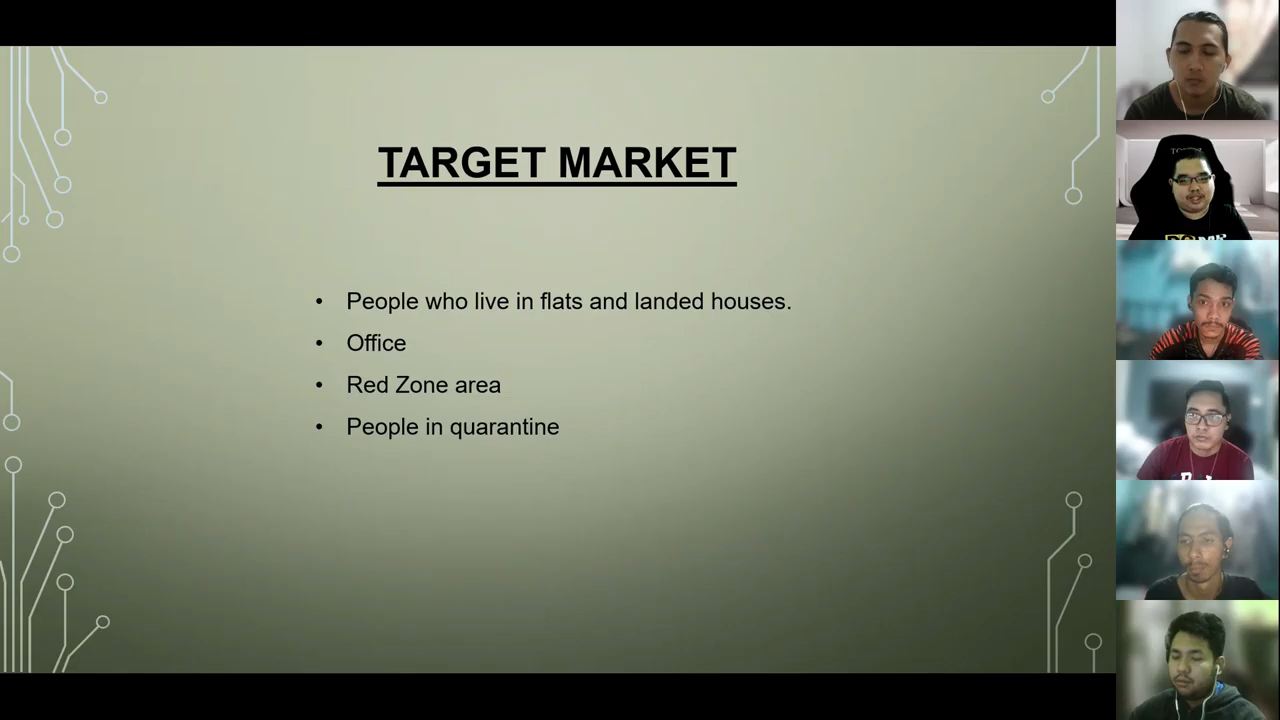 TARGET MARKET
• People who live in flats and landed houses.
• Office
• Red Zone area
• People in quarantine